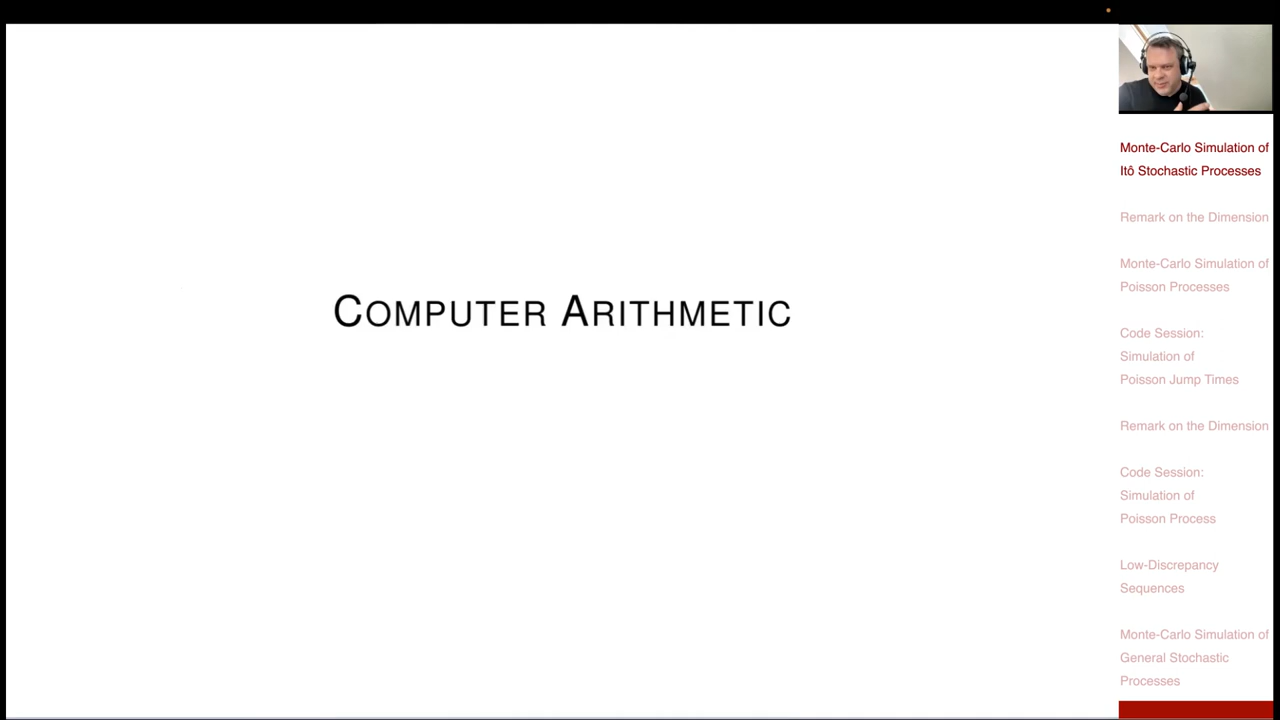 COMPUTER ARITHMETIC
Monte-Carlo Simulation of
Itô Stochastic Processes
Remark on the Dimension
Monte-Carlo Simulation of
Poisson Processes
Code Session:
Simulation of
Poisson Jump Times
Remark on the Dimension
Code Session:
Simulation of
Poisson Process
Low-Discrepancy
Sequences
Monte-Carlo Simulation of
General Stochastic
Processes